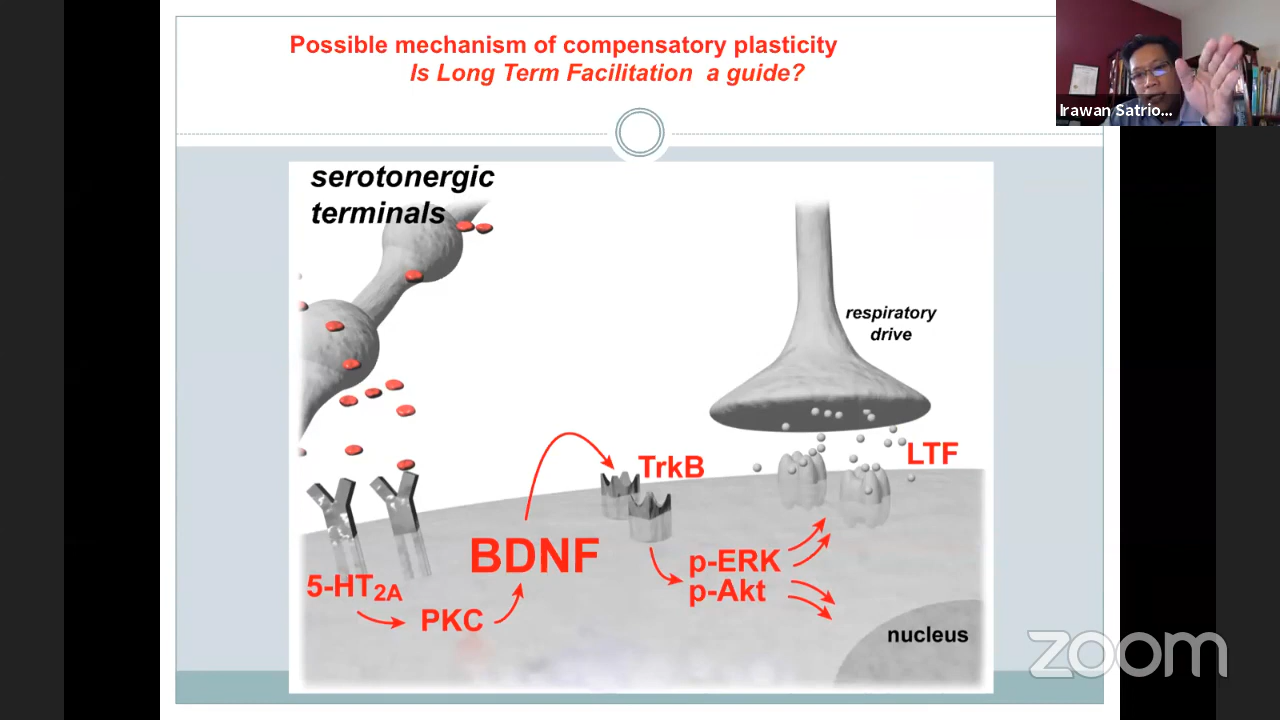 Possible mechanism of compensatory plasticity
Is Long Term Facilitation a guide?
Irawan Satrio...
serotonergic
terminals
respiratory
drive
TrkB
LTF
BDNF
p-ERK
p-Akt
5-HT2A
PKC
nucleus
zoom